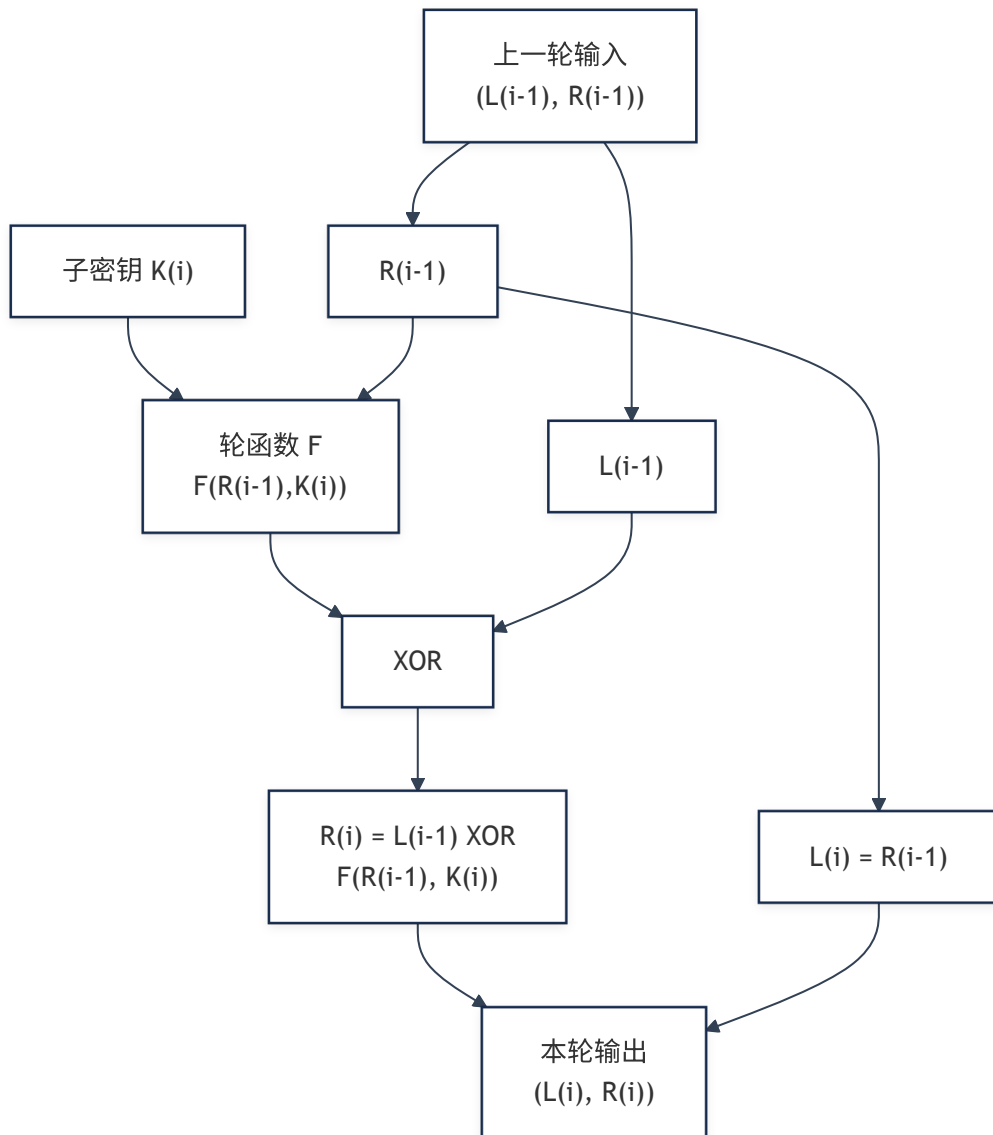 上一轮输入
(L(i-1), R(i-1))
子密钥 K(i)
R(i-1)
轮函数 F
F(R(i-1),K(i))
L(i-1)
XOR
R(i) = L(i-1) XOR
F(R(i-1), K(i))
L(i) = R(i-1)
本轮输出
(L(i), R(i))